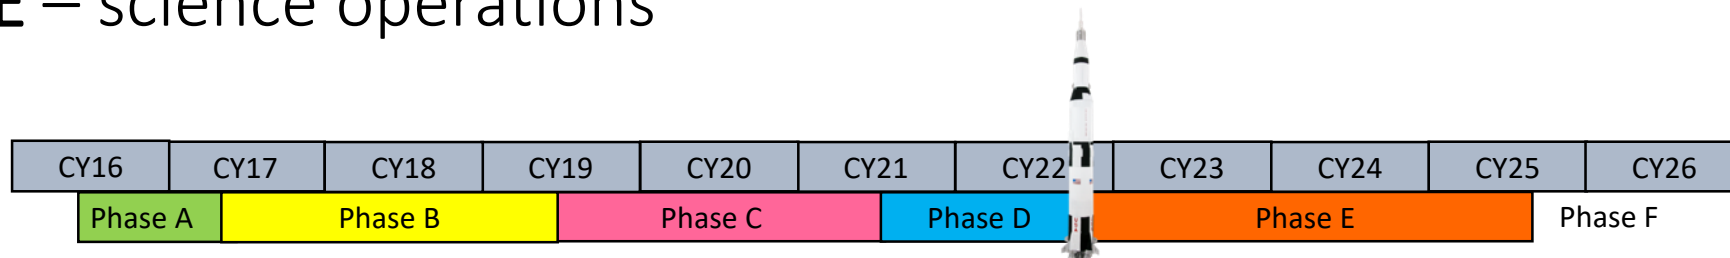 E – science operations
CY16 CY17 CY18 CY19 CY20 CY21 CY22 CY23 CY24 CY25 CY26
Phase A Phase B Phase C Phase D Phase E Phase F